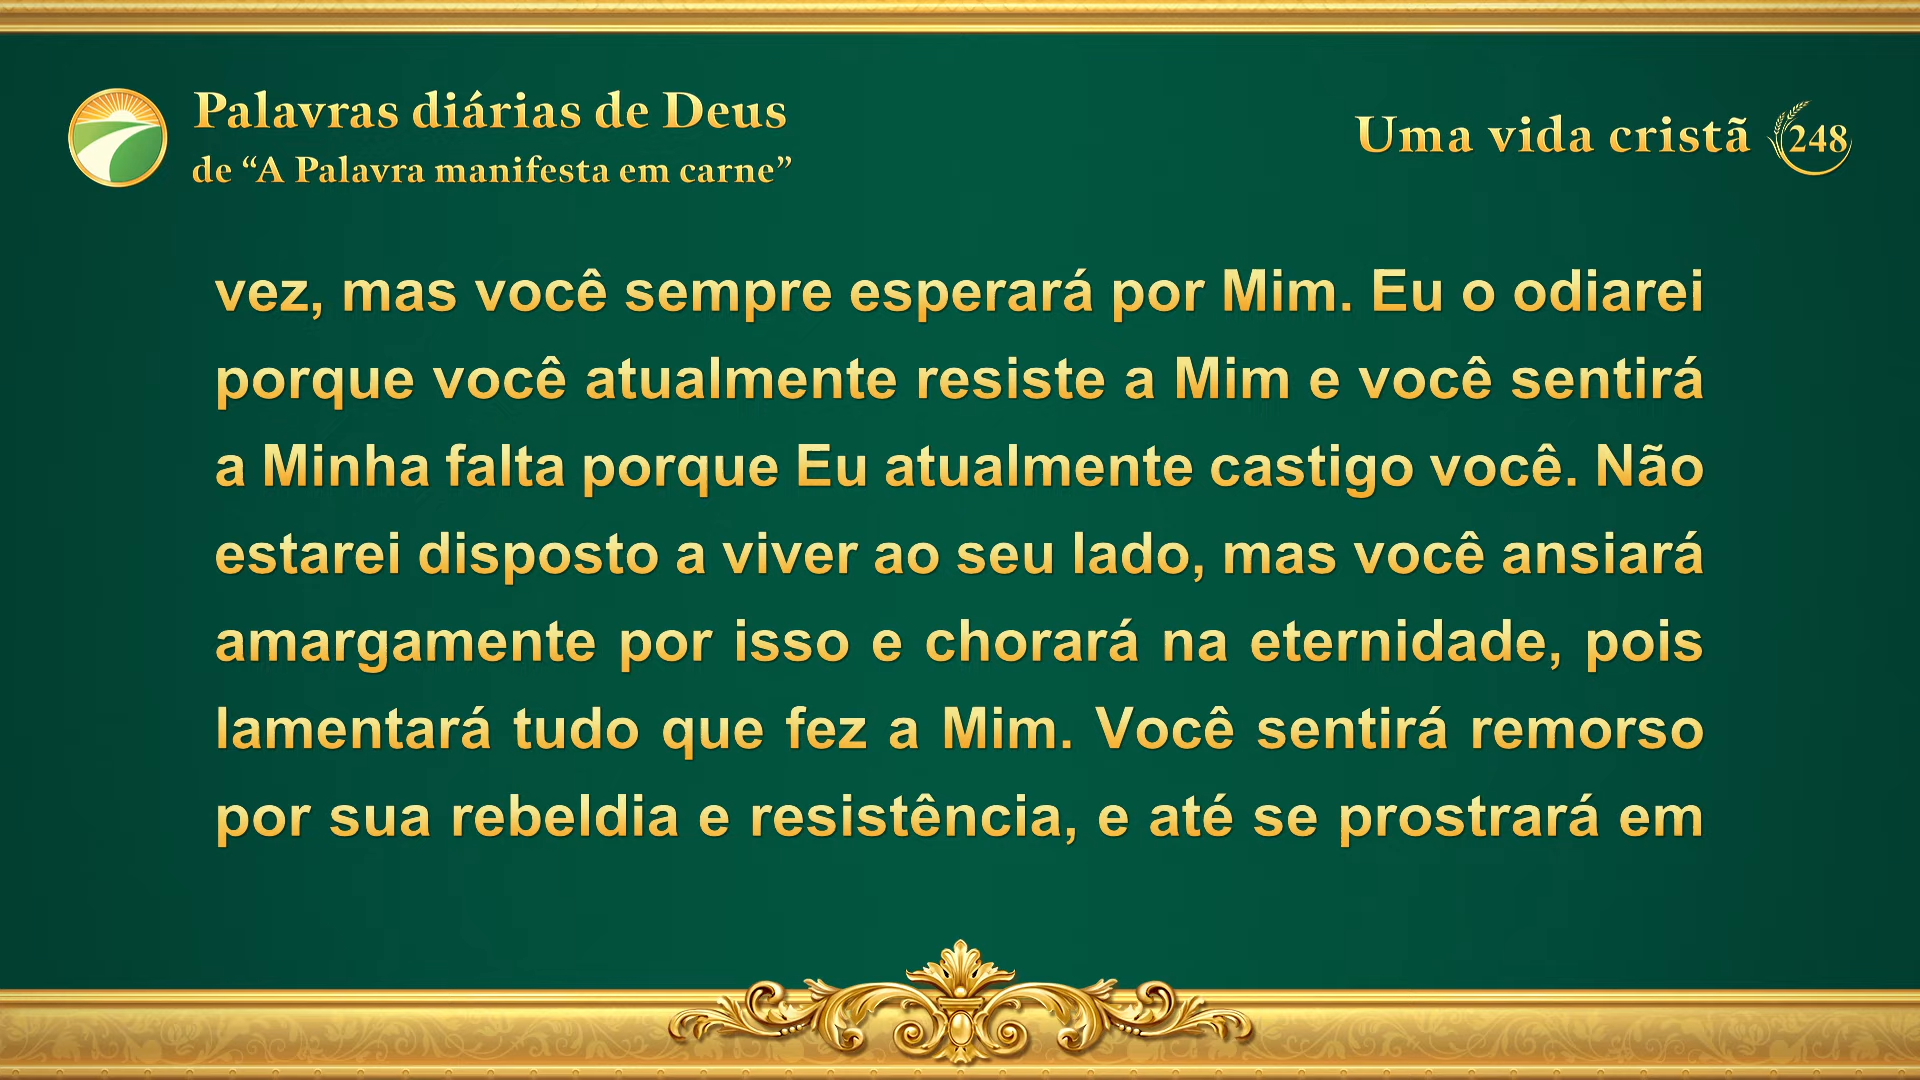 Palavras diárias de Deus
de “A Palavra manifesta em carne”
Uma vida cristã 248
vez, mas você sempre esperará por Mim. Eu o odiarei
porque você atualmente resiste a Mim e você sentirá
a Minha falta porque Eu atualmente castigo você. Não
estarei disposto a viver ao seu lado, mas você ansiará
amargamente por isso e chorará na eternidade, pois
lamentará tudo que fez a Mim. Você sentirá remorso
por sua rebeldia e resistência, e até se prostrará em